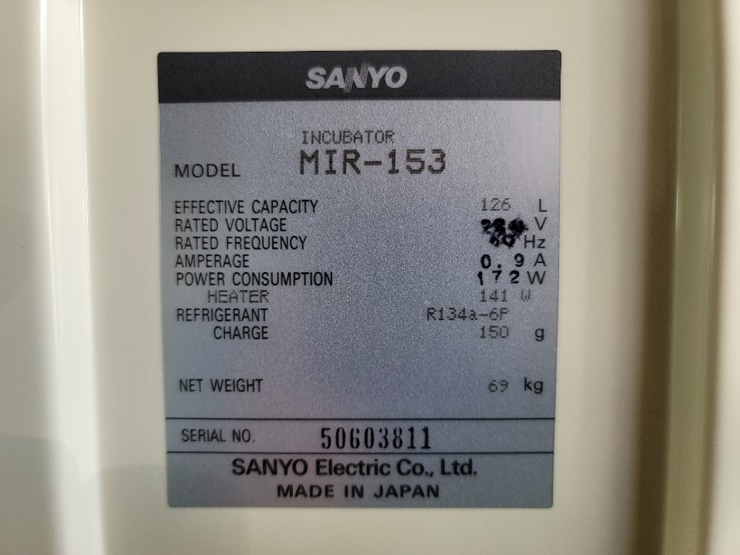 SANYO
INCUBATOR
MODEL MIR-153
EFFECTIVE CAPACITY 126 L
RATED VOLTAGE V
RATED FREQUENCY Hz
AMPERAGE 0.9 A
POWER CONSUMPTION 172 W
HEATER 141 W
REFRIGERANT R134a-6P
CHARGE 150 g
NET WEIGHT 69 kg
SERIAL NO. 50603811
SANYO Electric Co., Ltd.
MADE IN JAPAN